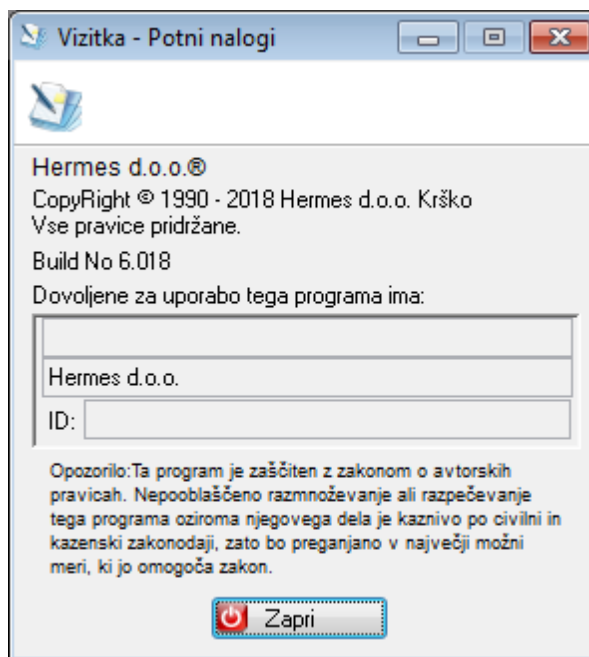 Vizitka - Potni nalogi
Hermes d.o.o.®
CopyRight © 1990 - 2018 Hermes d.o.o. Krško
Vse pravice pridržane.
Build No 6.018
Dovoljene za uporabo tega programa ima:
Hermes d.o.o.
ID:
Opozorilo:Ta program je zaščiten z zakonom o avtorskih
pravicah. Nepooblaščeno razmnoževanje ali razpečevanje
tega programa oziroma njegovega dela je kaznivo po civilni in
kazenski zakonodaji, zato bo preganjano v največji možni
meri, ki jo omogoča zakon.
Zapri